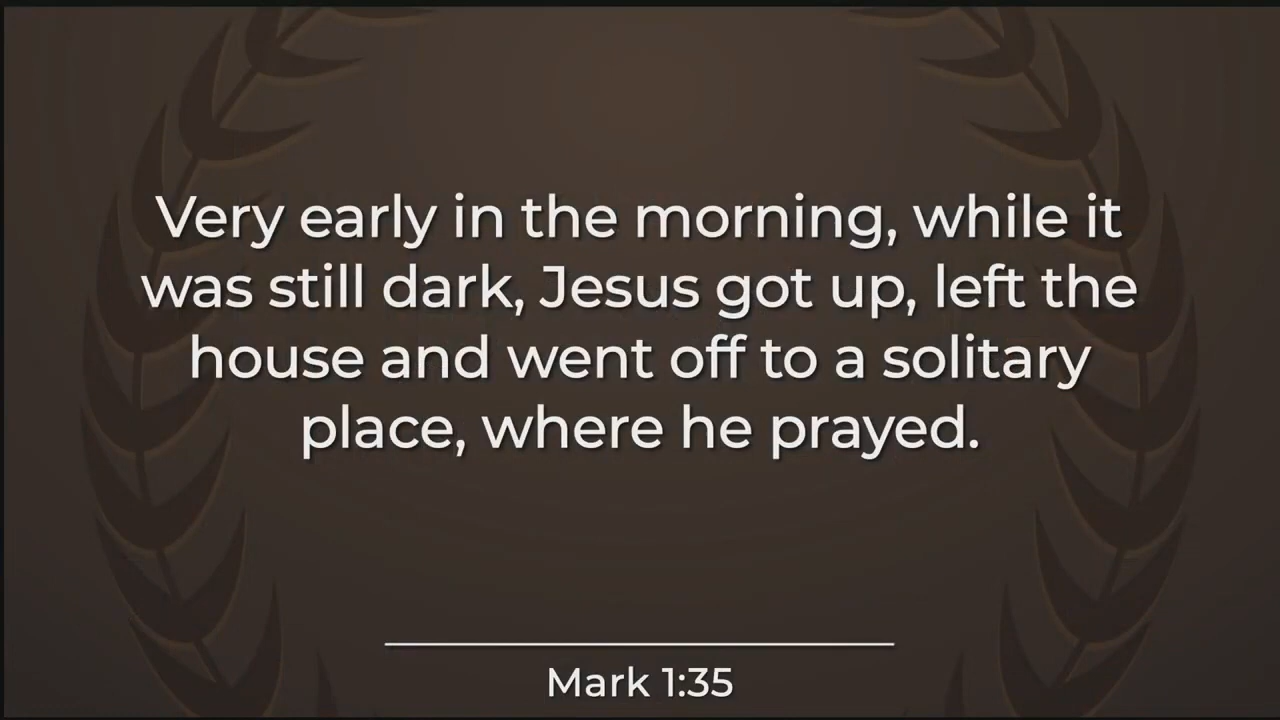 Very early in the morning, while it
was still dark, Jesus got up, left the
house and went off to a solitary
place, where he prayed.
Mark 1:35